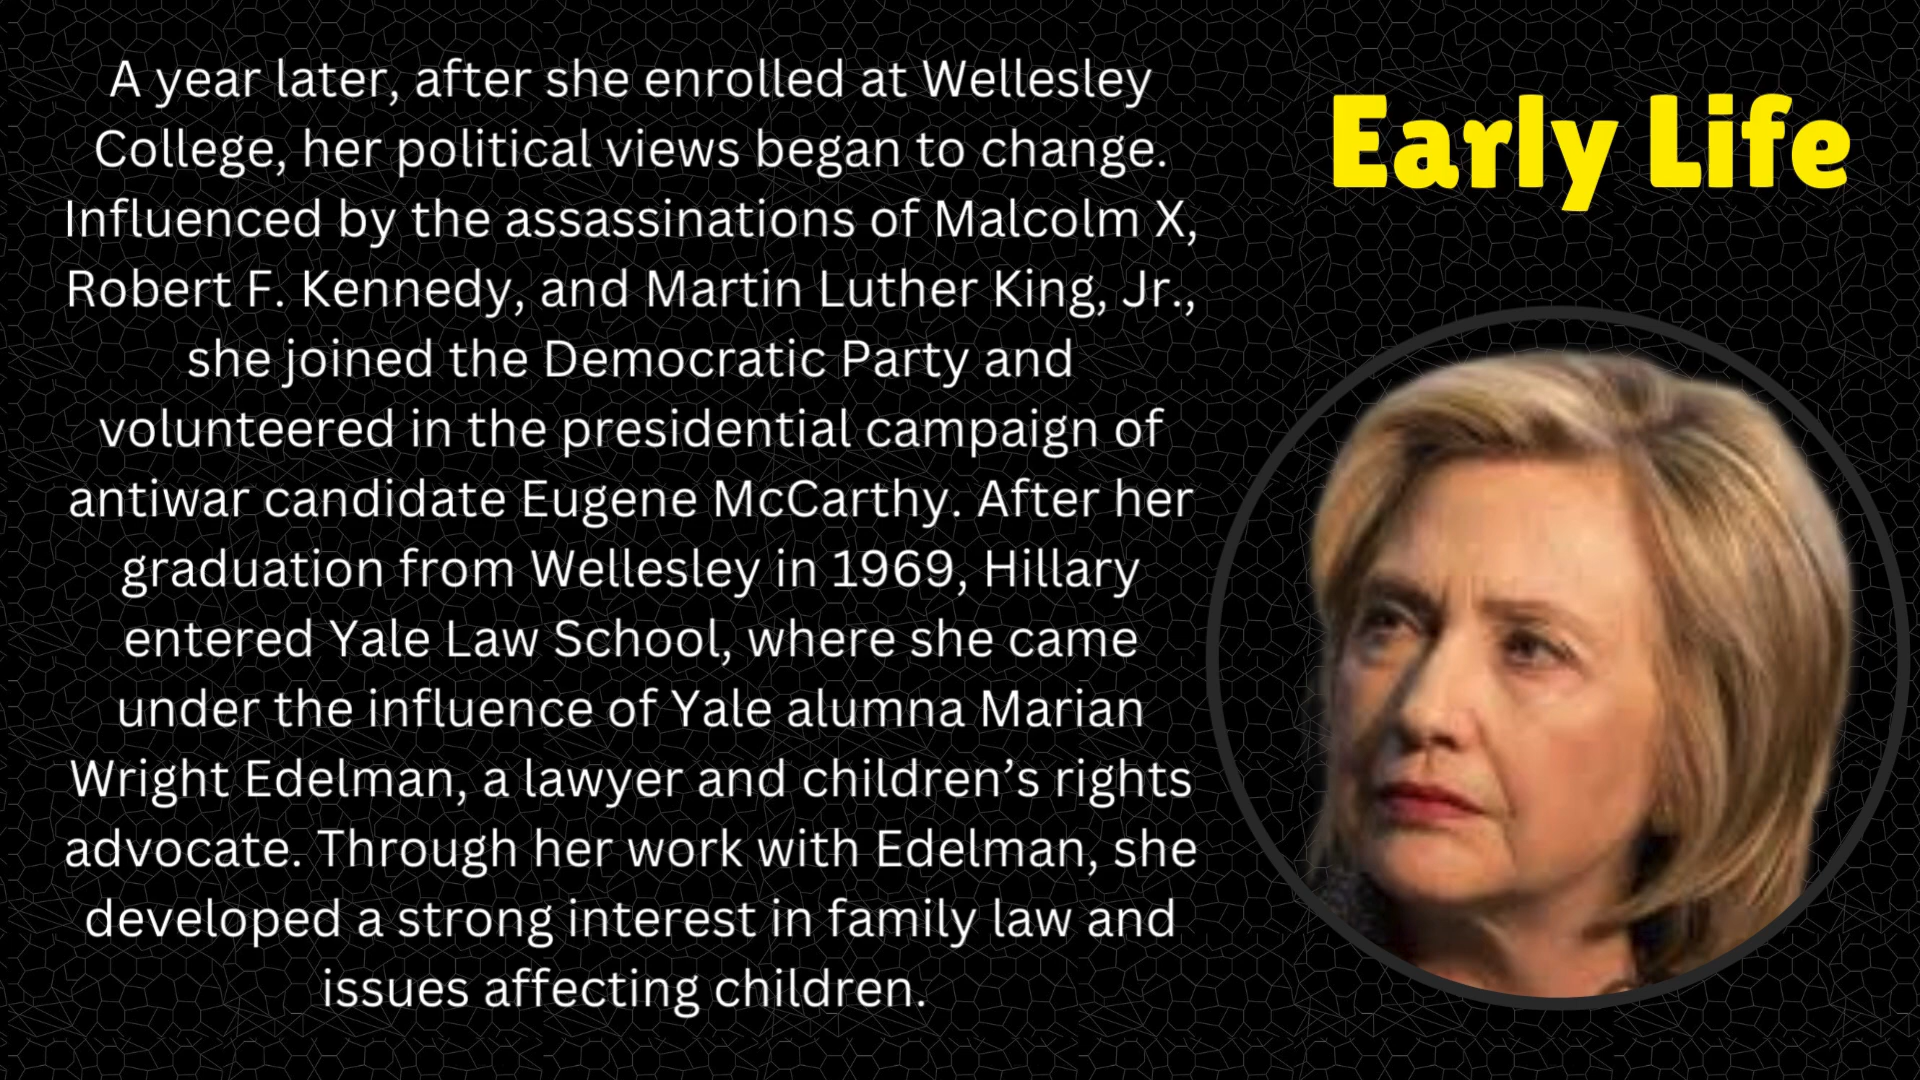 Early Life
A year later, after she enrolled at Wellesley
College, her political views began to change.
Influenced by the assassinations of Malcolm X,
Robert F. Kennedy, and Martin Luther King, Jr.,
she joined the Democratic Party and
volunteered in the presidential campaign of
antiwar candidate Eugene McCarthy. After her
graduation from Wellesley in 1969, Hillary
entered Yale Law School, where she came
under the influence of Yale alumna Marian
Wright Edelman, a lawyer and children’s rights
advocate. Through her work with Edelman, she
developed a strong interest in family law and
issues affecting children.